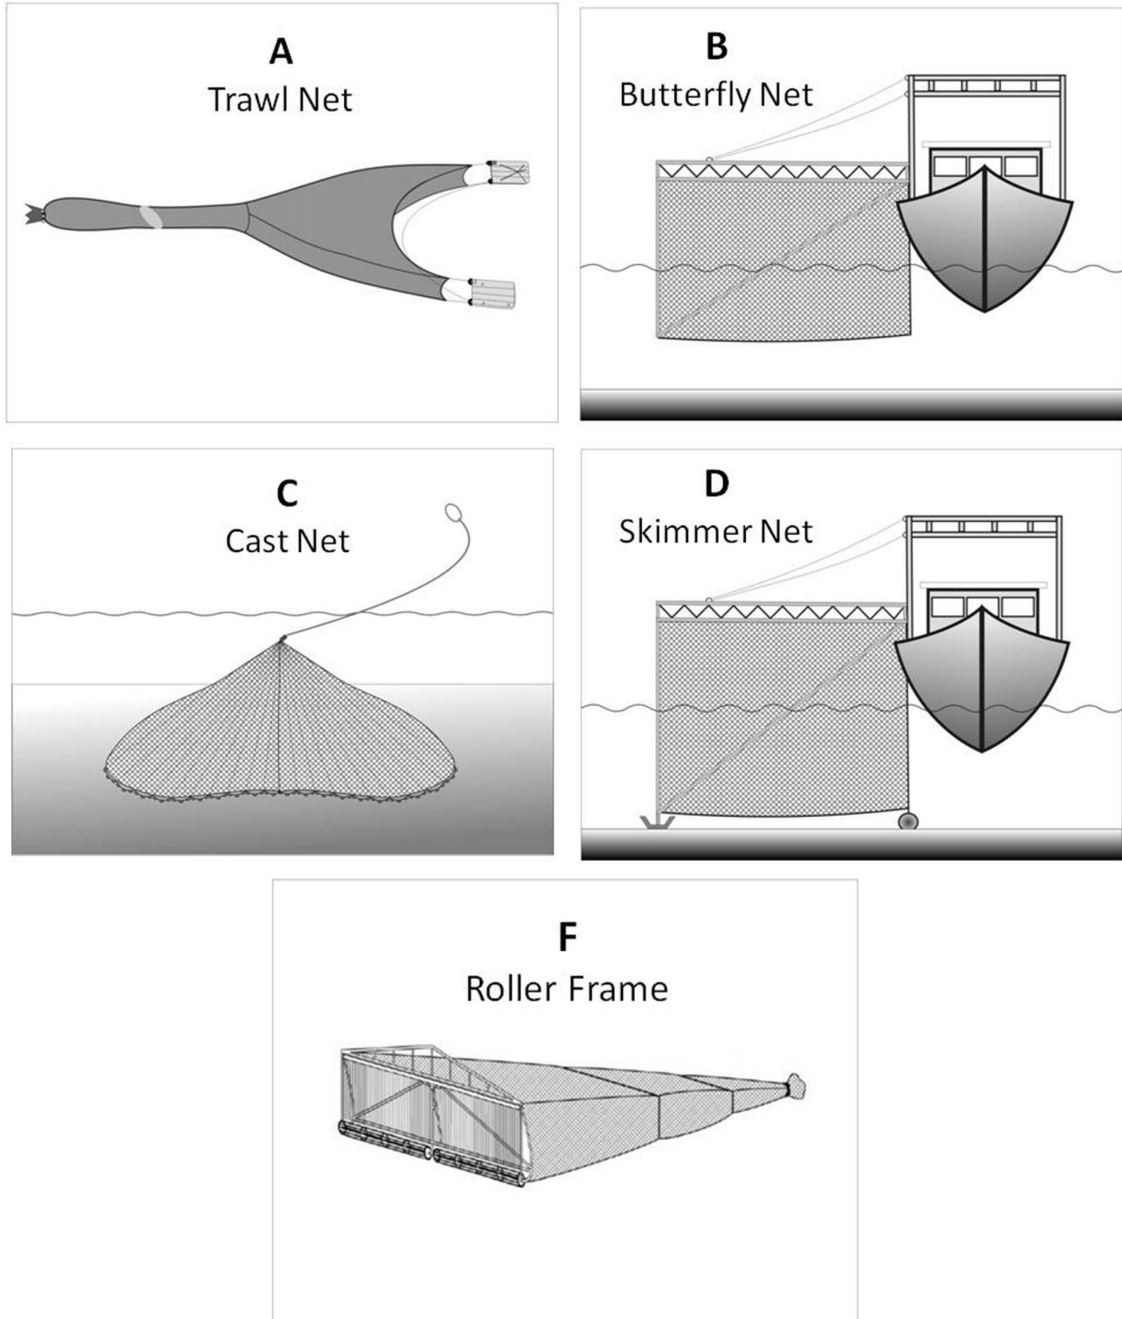 A
Trawl Net
B
Butterfly Net
C
Cast Net
D
Skimmer Net
F
Roller Frame